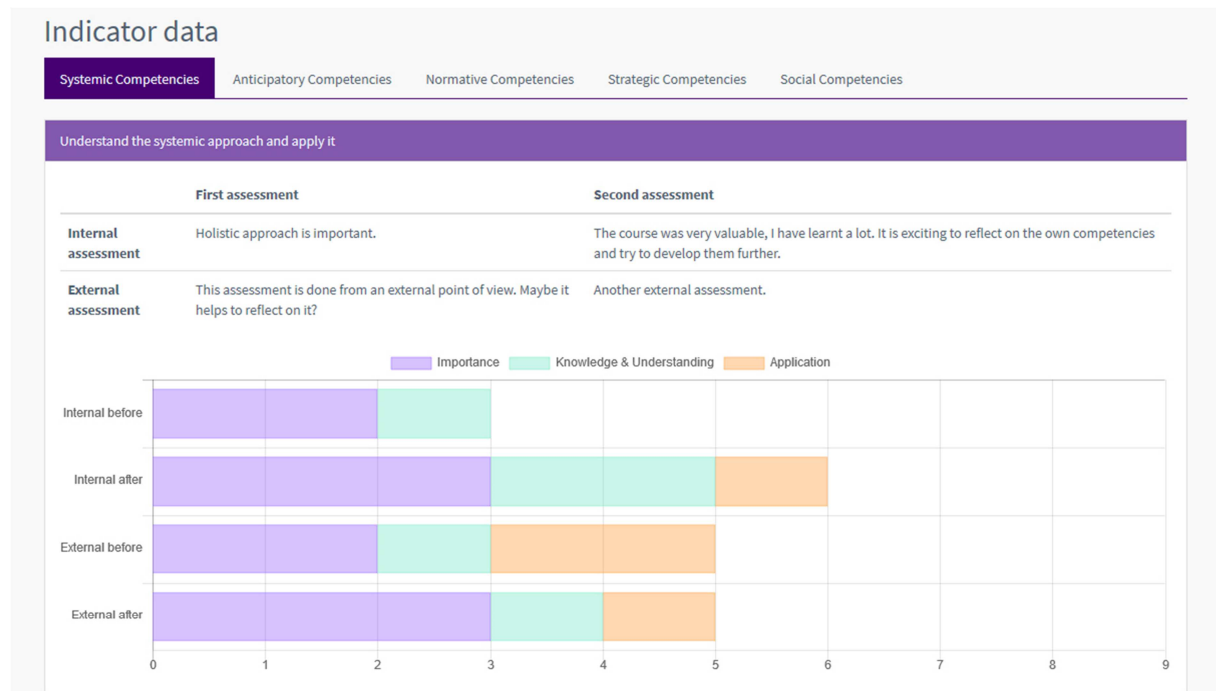 Indicator data
Systemic Competencies Anticipatory Competencies Normative Competencies Strategic Competencies Social Competencies
Understand the systemic approach and apply it
First assessment Second assessment
Internal assessment Holistic approach is important. The course was very valuable, I have learnt a lot. It is exciting to reflect on the own competencies
and try to develop them further.
External assessment This assessment is done from an external point of view. Maybe it Another external assessment.
helps to reflect on it?
Importance Knowledge & Understanding Application
Internal before
Internal after
External before
External after
0 1 2 3 4 5 6 7 8 9